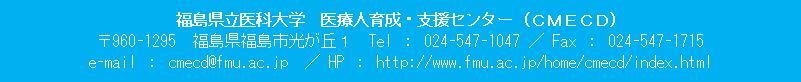 福島県立医科大学　医療人育成・支援センター（ＣＭＥＣＤ）
〒960-1295　福島県福島市光が丘１　Tel : 024-547-1047 ／ Fax : 024-547-1715
e-mail : cmecd@fmu.ac.jp　／ HP : http://www.fmu.ac.jp/home/cmecd/index.html